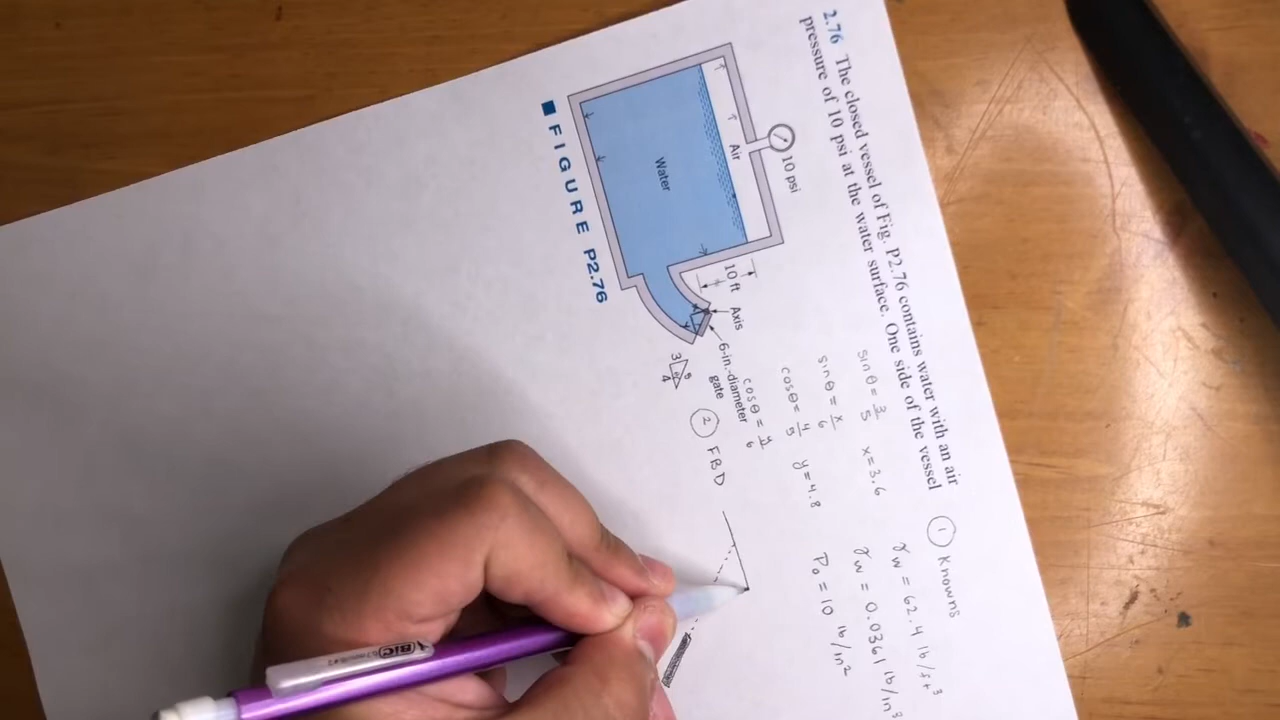 2.76 The closed vessel of Fig. P2.76 contains water with an air
pressure of 10 psi at the water surface. One side of the vessel
10 psi
Air
Water
10 ft
Axis
6-in.-diameter
gate
3
5
4
FIGURE P2.76
sin θ = 3/5 x = 3.6
sin θ = x/6
cos θ = 4/5 y = 4.8
cos θ = y/6
① Knowns
γw = 62.4 lb/ft³
γw = 0.0361 lb/in³
Po = 10 lb/in²
② FBD
BIC